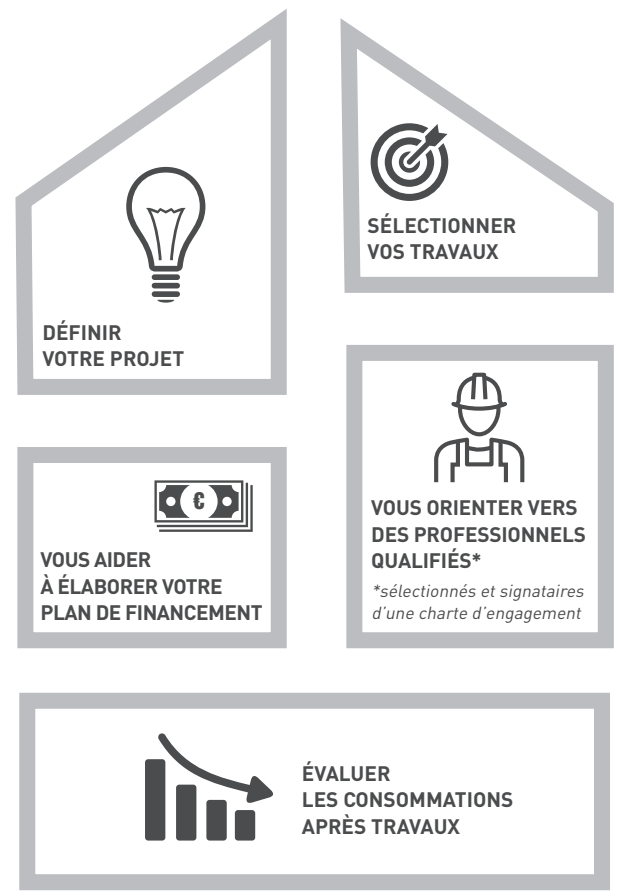 DÉFINIR
VOTRE PROJET
SÉLECTIONNER
VOS TRAVAUX
VOUS AIDER
À ÉLABORER VOTRE
PLAN DE FINANCEMENT
€
VOUS ORIENTER VERS
DES PROFESSIONNELS
QUALIFIÉS*
*sélectionnés et signataires
d’une charte d’engagement
ÉVALUER
LES CONSOMMATIONS
APRÈS TRAVAUX